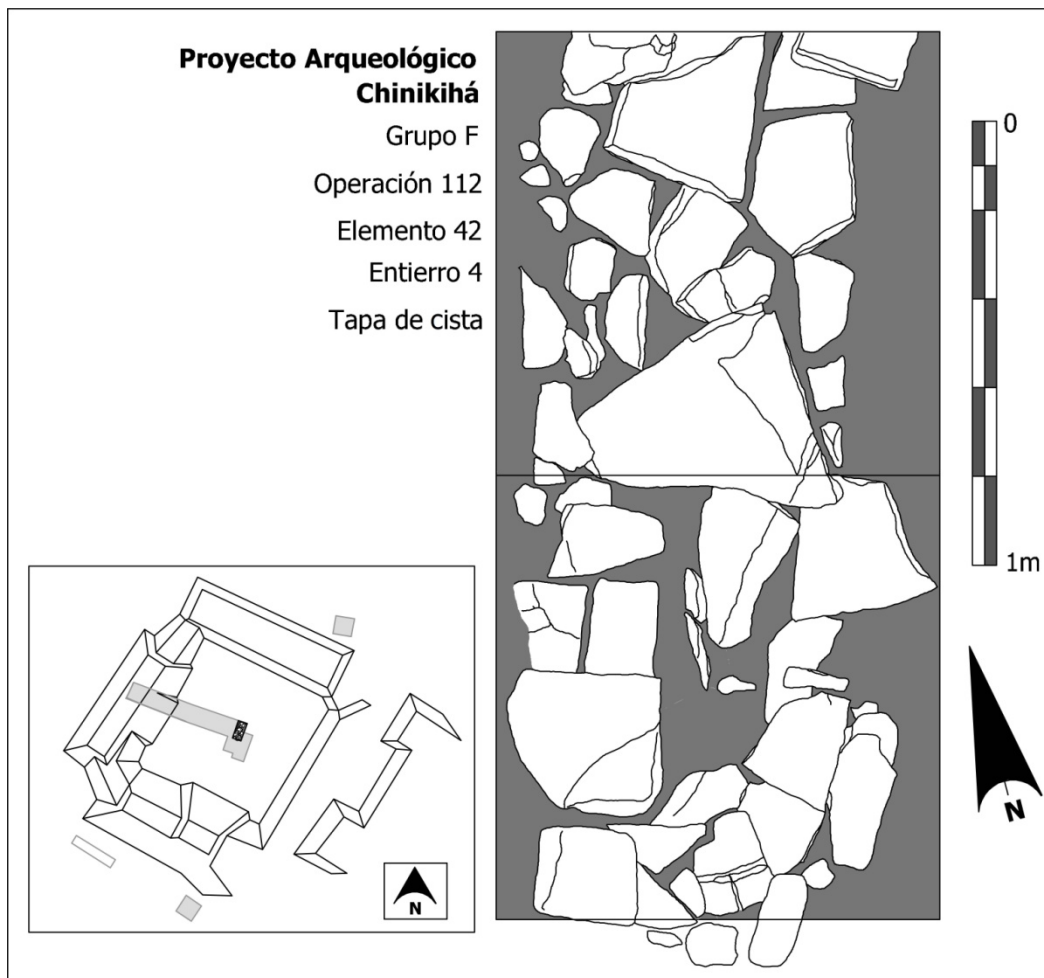 Proyecto Arqueológico
Chinikihá
Grupo F
Operación 112
Elemento 42
Entierro 4
Tapa de cista
0
1m
N
N